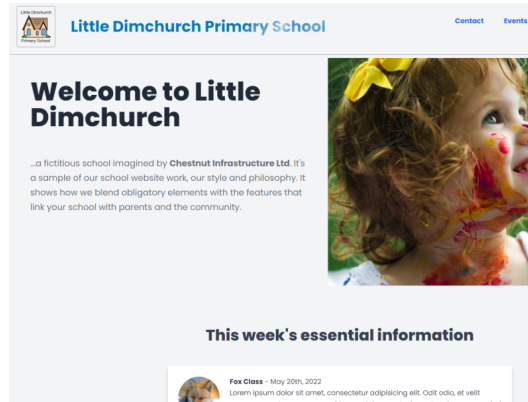 Little Dimchurch
Primary School
Little Dimchurch Primary School
Contact Events
Welcome to Little
Dimchurch
...a fictitious school imagined by Chestnut Infrastructure Ltd. It's
a sample of our school website work, our style and philosophy. It
shows how we blend obligatory elements with the features that
link your school with parents and the community.
This week's essential information
Fox Class - May 20th, 2022
Lorem ipsum dolor sit amet, consectetur adipisicing elit. Odit odio, et velit